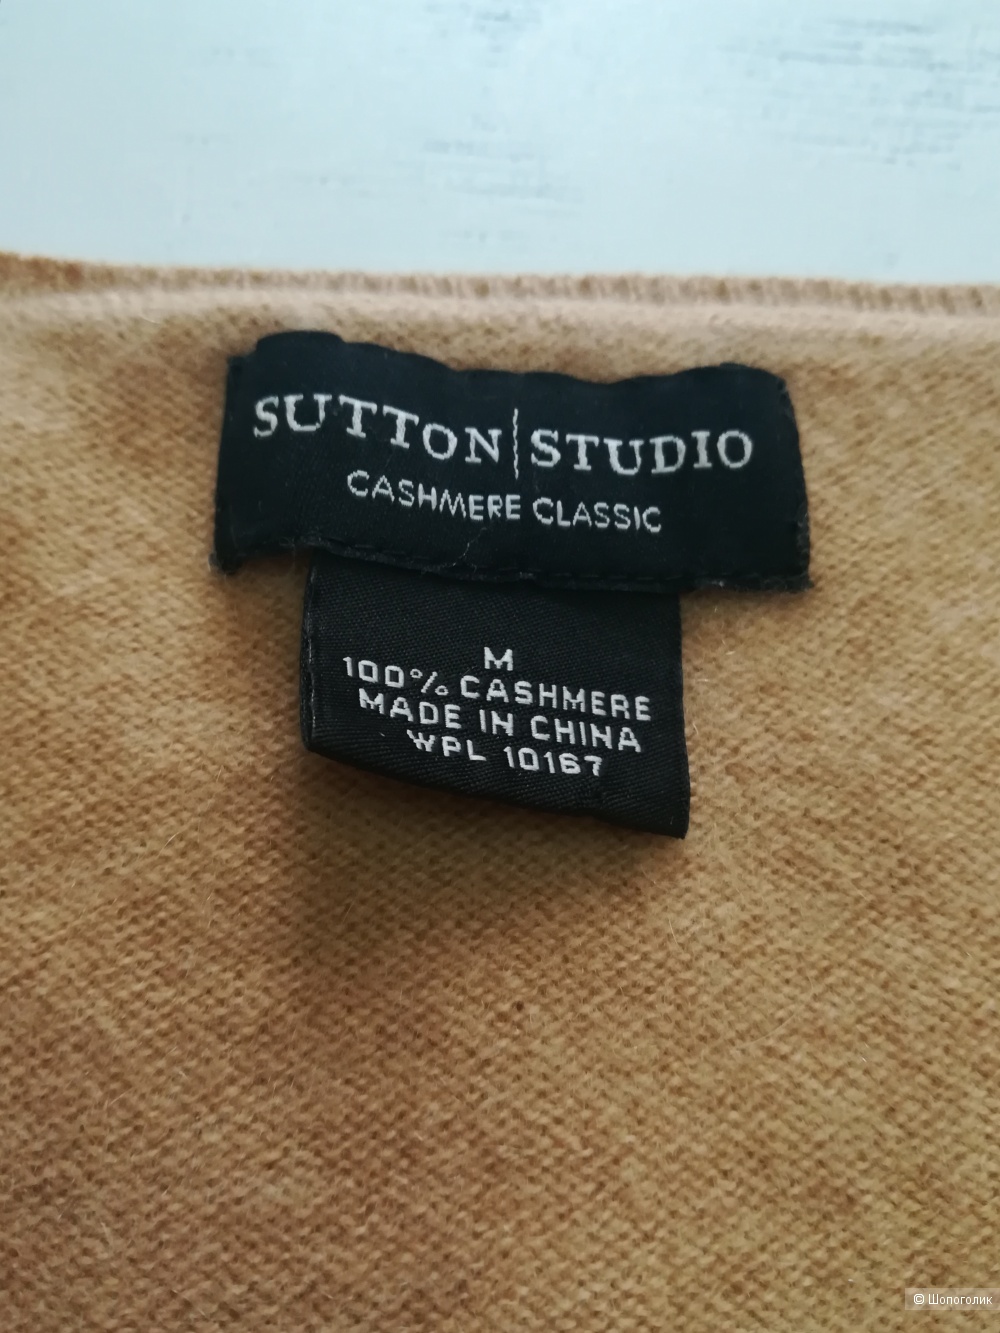 SUTTON|STUDIO
CASHMERE CLASSIC
M
100% CASHMERE
MADE IN CHINA
WPL 10167
© Шопоголик